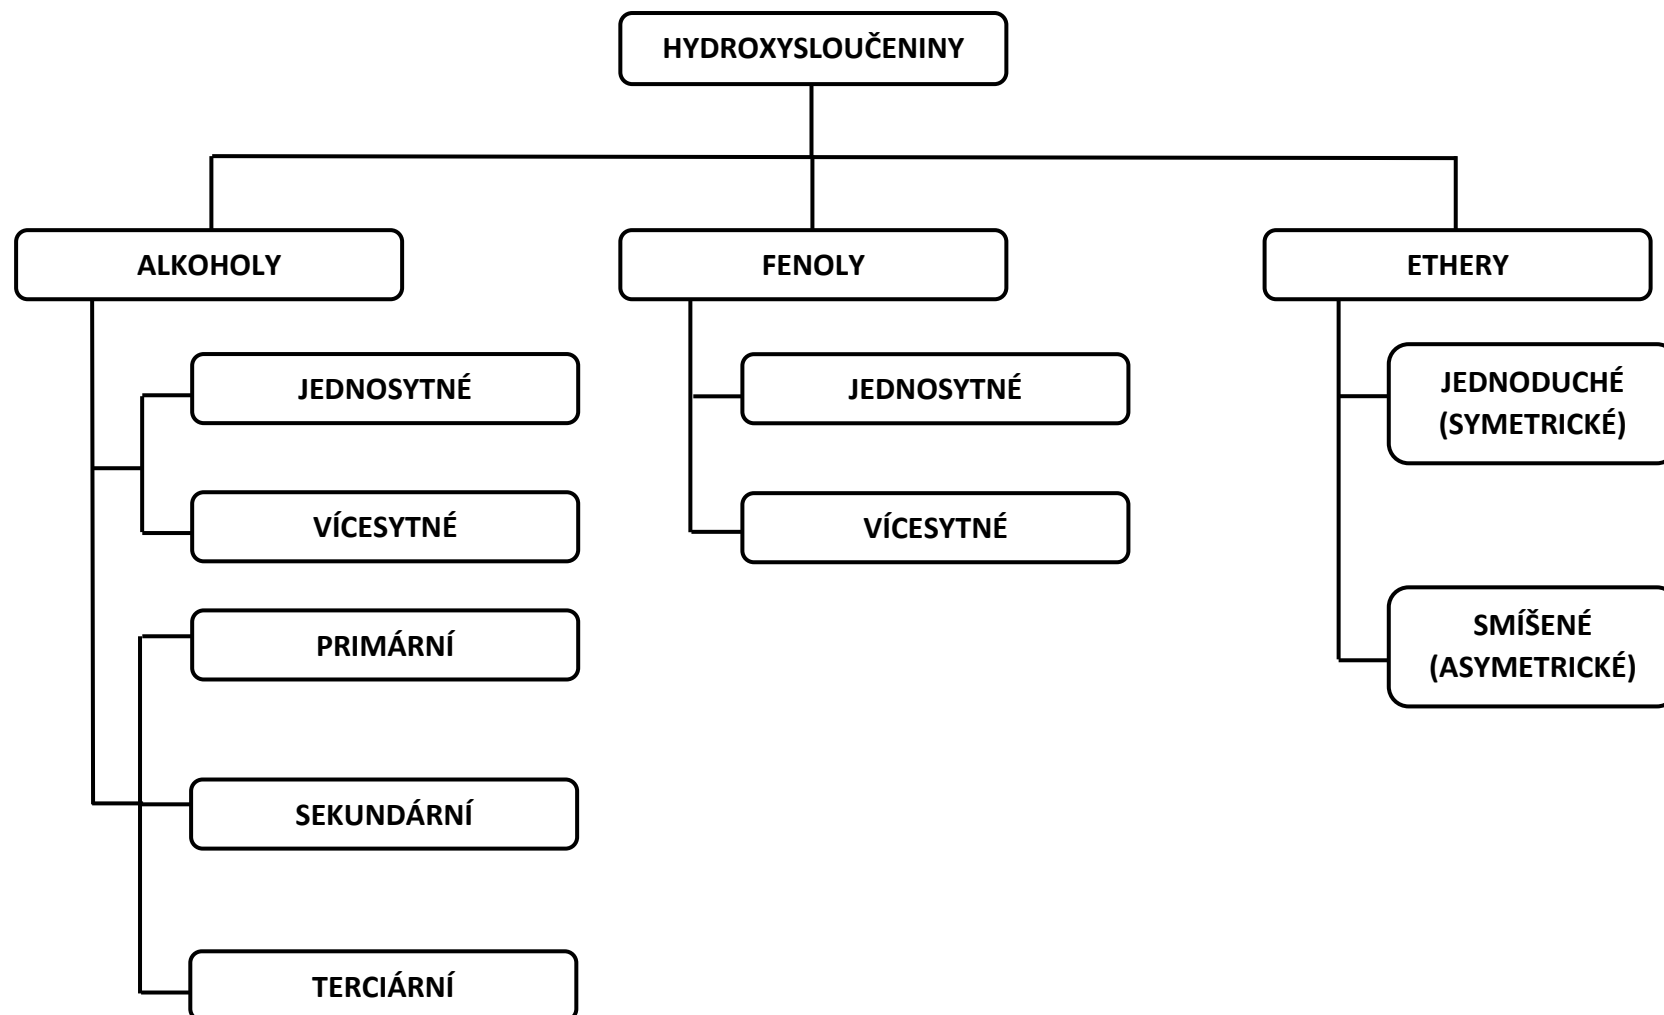 HYDROXYSLOUČENINY
ALKOHOLY
FENOLY
ETHERY
JEDNOSYTNÉ
VÍCESYTNÉ
PRIMÁRNÍ
SEKUNDÁRNÍ
TERCIÁRNÍ
JEDNOSYTNÉ
VÍCESYTNÉ
JEDNODUCHÉ
(SYMETRICKÉ)
SMÍŠENÉ
(ASYMETRICKÉ)